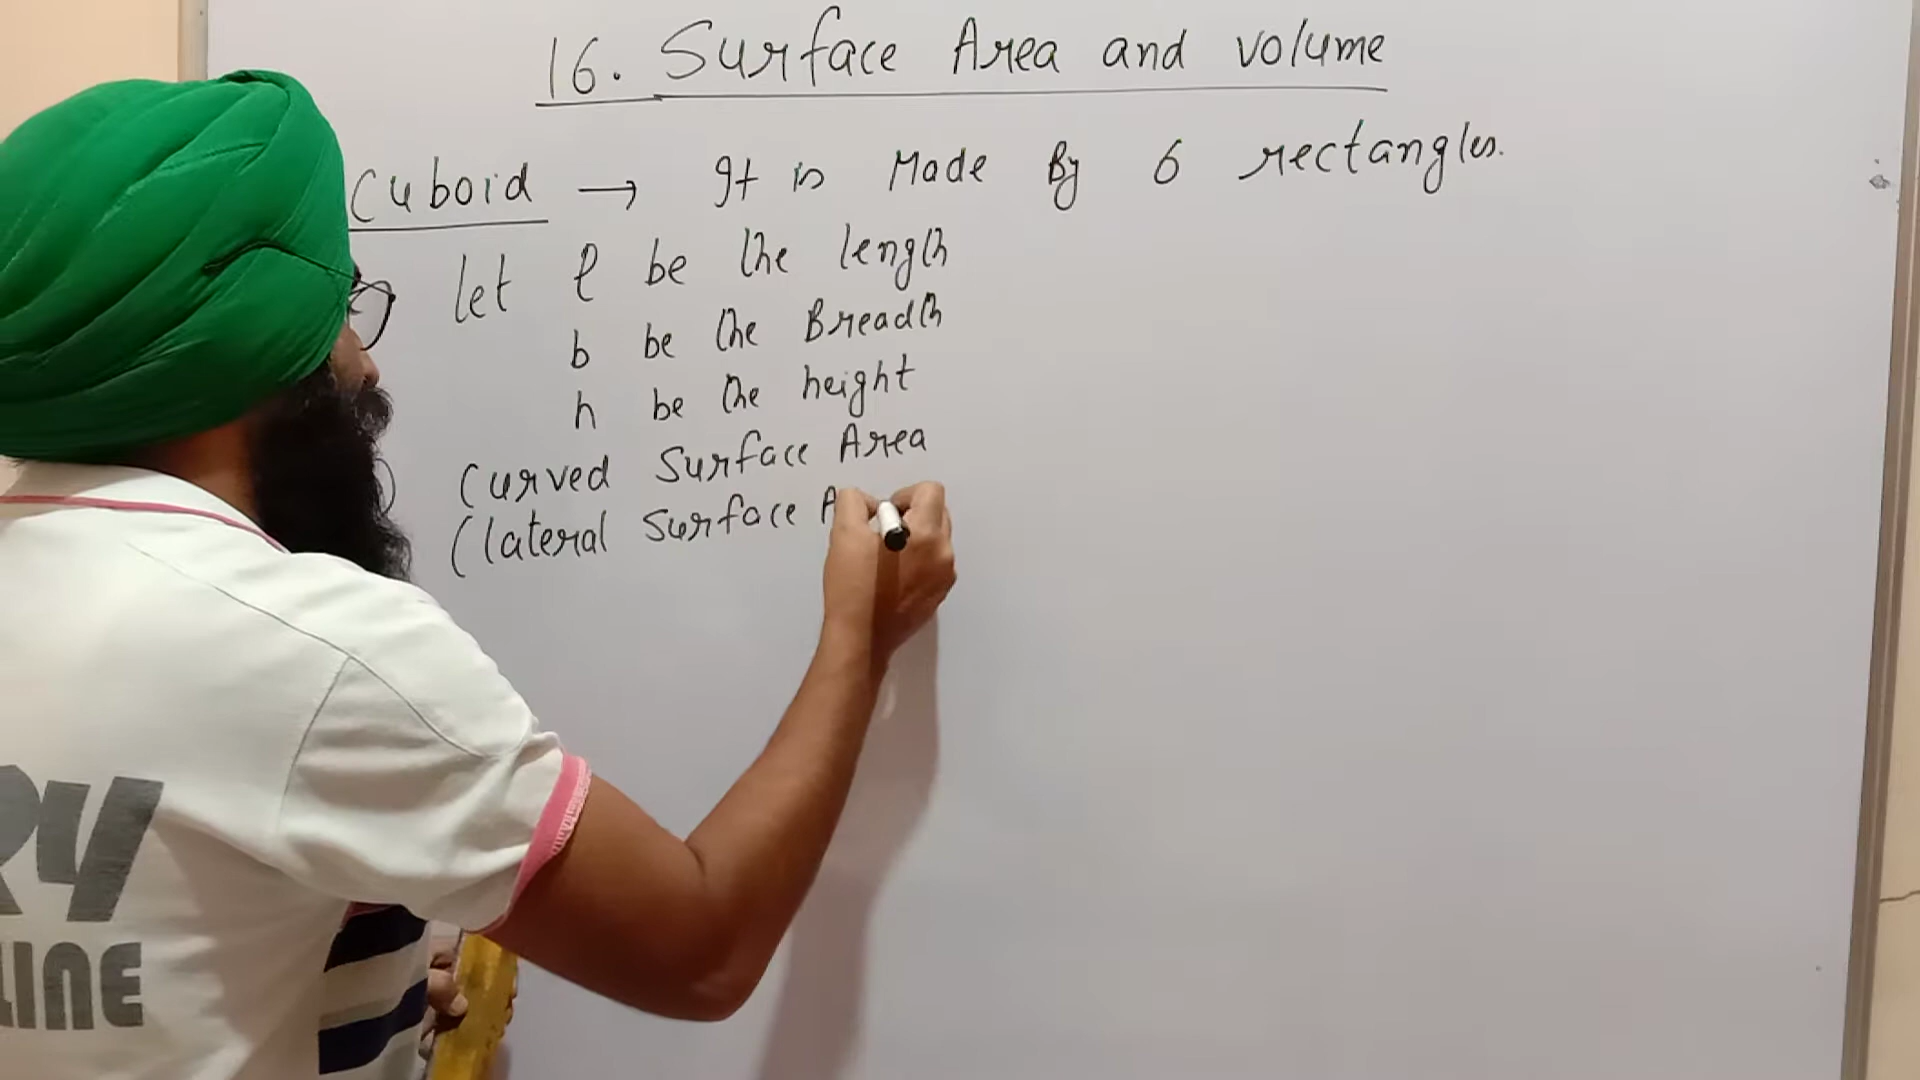 16. Surface Area and volume
Cuboid → It is Made By 6 rectangles.
let l be the length
b be the Breadth
h be the height
Curved Surface Area
(lateral Surface A
LINE